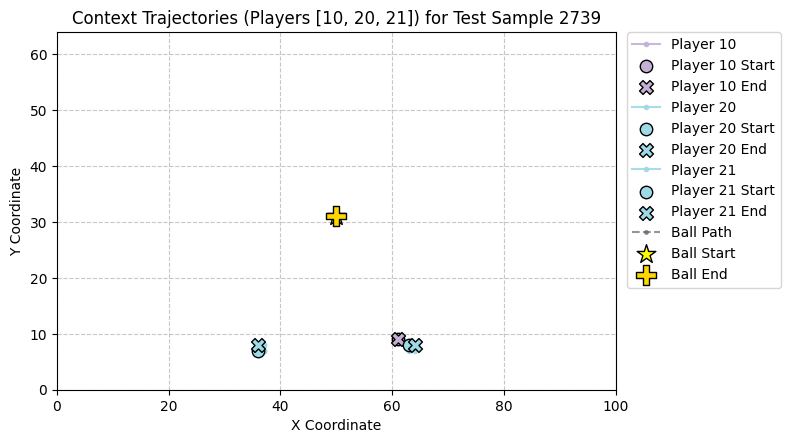 Context Trajectories (Players [10, 20, 21]) for Test Sample 2739
Y Coordinate
60
50
40
30
20
10
0
0 20 40 60 80 100
X Coordinate
Player 10
Player 10 Start
Player 10 End
Player 20
Player 20 Start
Player 20 End
Player 21
Player 21 Start
Player 21 End
Ball Path
Ball Start
Ball End